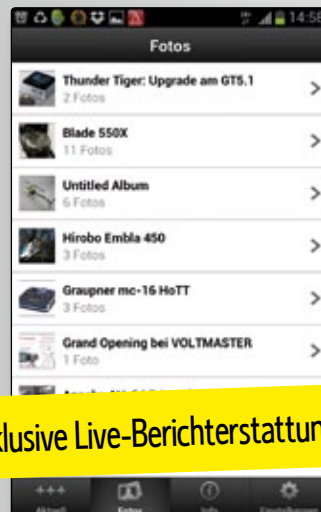 14:58
Fotos
Thunder Tiger: Upgrade am GT5.1
2 Fotos
Blade 550X
11 Fotos
Untitled Album
6 Fotos
Hirobo Embla 450
3 Fotos
Graupner mc-16 HoTT
3 Fotos
Grand Opening bei VOLTMASTER
1 Foto
klusive Live-Berichterstattun
+++
Aktuell
Fotos
Info
Einstellungen